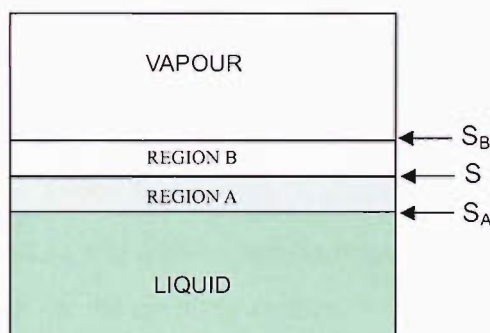 VAPOUR
S_B
REGION B
S
REGION A
S_A
LIQUID